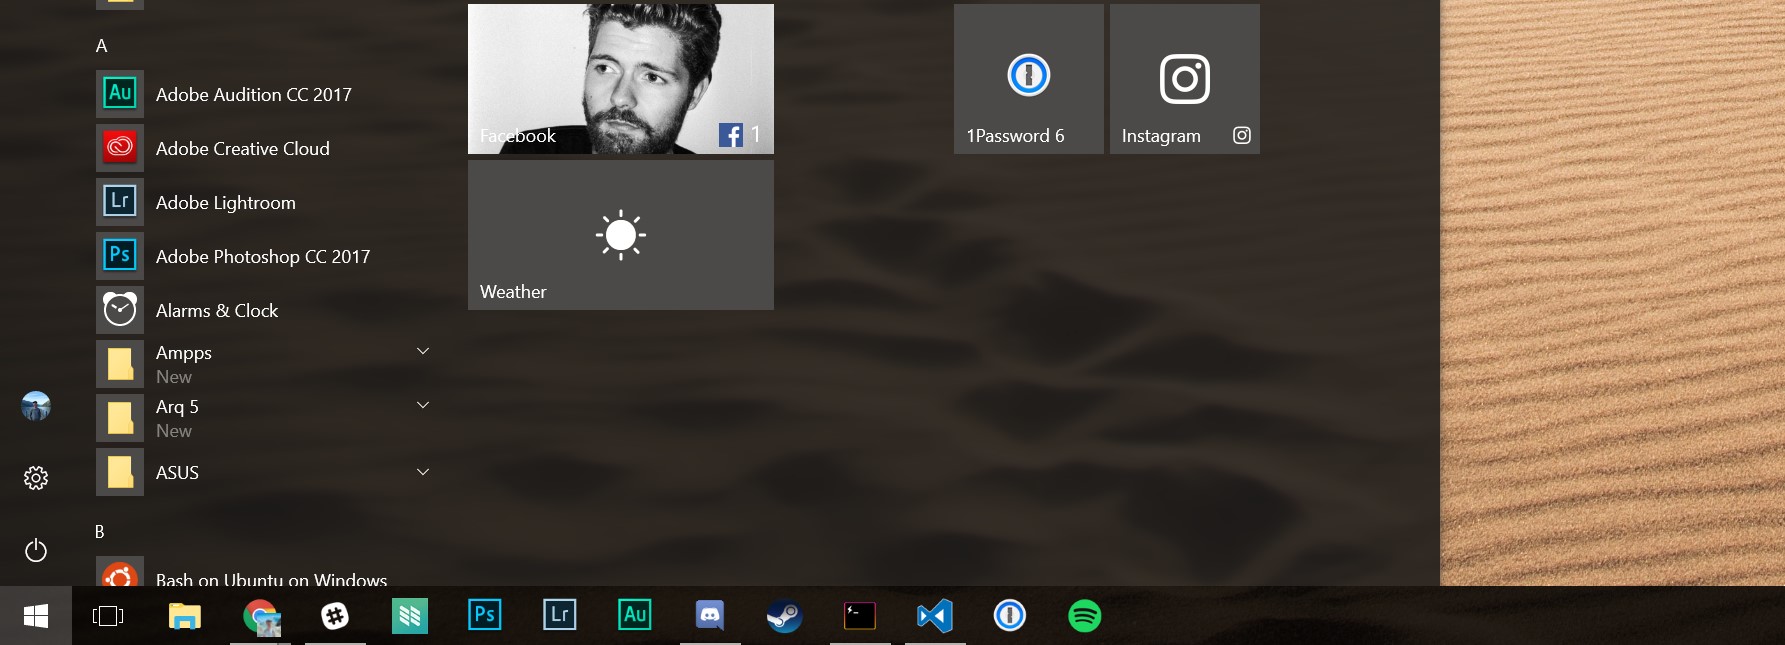 A
Au
Adobe Audition CC 2017
Adobe Creative Cloud
Lr
Adobe Lightroom
Ps
Adobe Photoshop CC 2017
Alarms & Clock
Ampps
New
Arq 5
New
ASUS
B
Bash on Ubuntu on Windows
Facebook
f 1
Weather
1Password 6
Instagram
Ps Lr Au